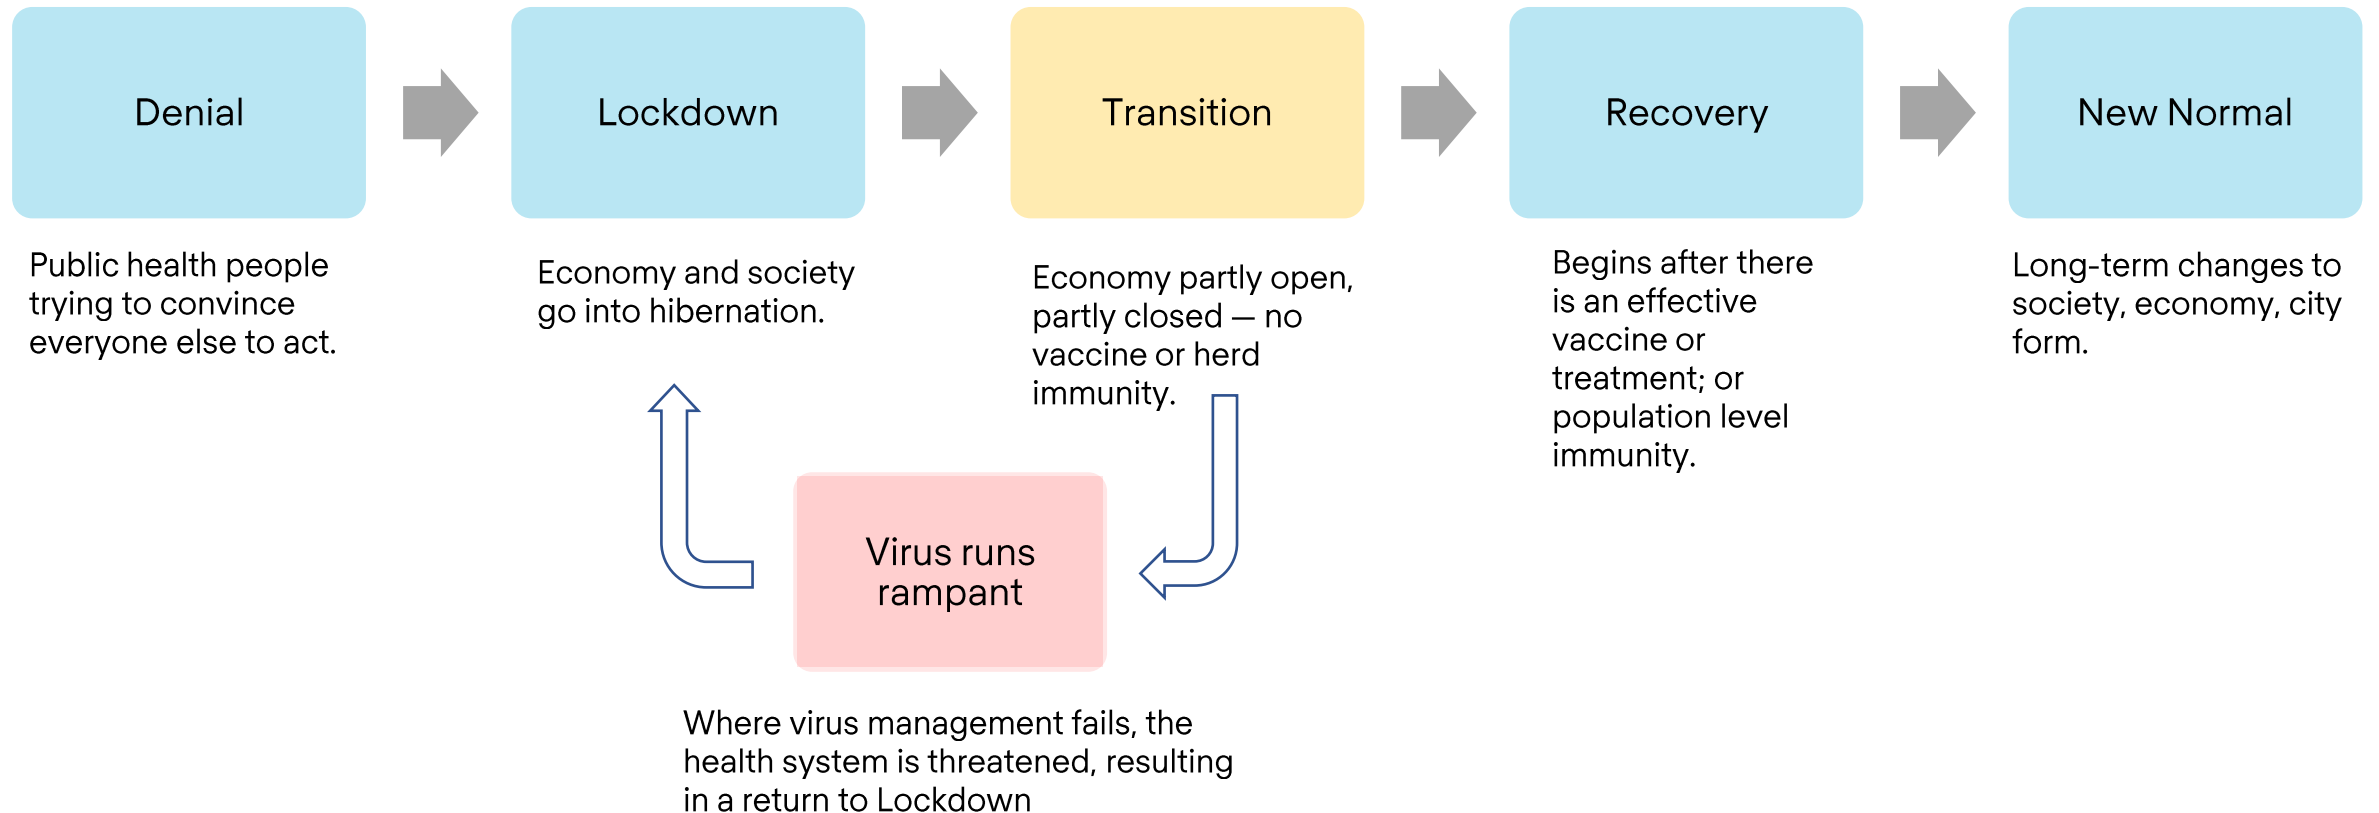 Denial
Lockdown
Transition
Recovery
New Normal
Public health people
trying to convince
everyone else to act.
Economy and society
go into hibernation.
Economy partly open,
partly closed — no
vaccine or herd
immunity.
Begins after there
is an effective
vaccine or
treatment; or
population level
immunity.
Long-term changes to
society, economy, city
form.
Virus runs
rampant
Where virus management fails, the
health system is threatened, resulting
in a return to Lockdown